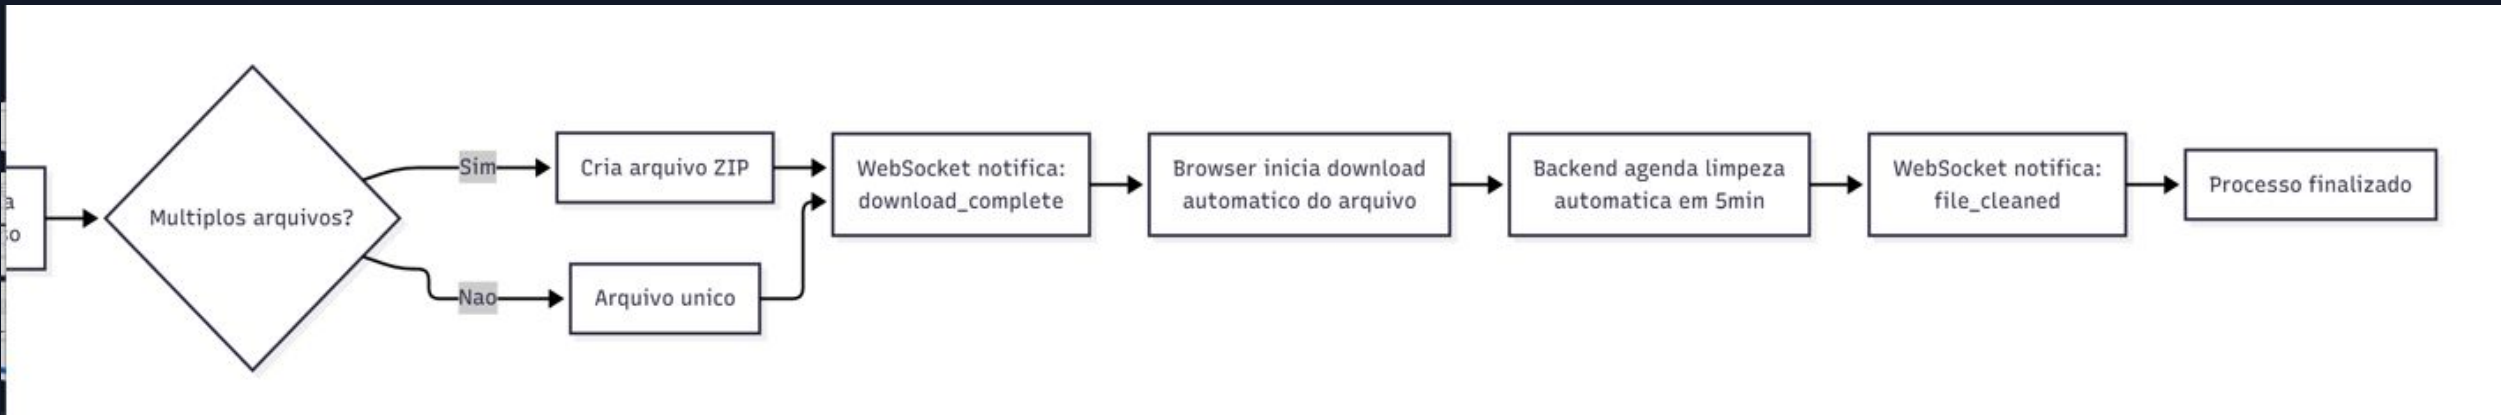 Multiplos arquivos?
Sim
Cria arquivo ZIP
Nao
Arquivo unico
WebSocket notifica:
download_complete
Browser inicia download
automatico do arquivo
Backend agenda limpeza
automatica em 5min
WebSocket notifica:
file_cleaned
Processo finalizado